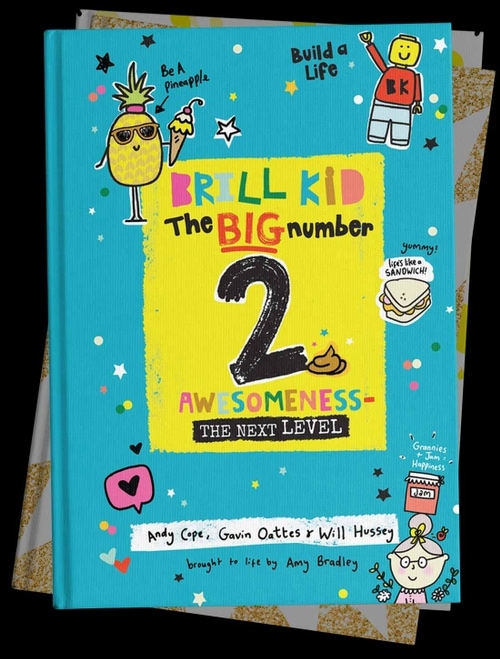 Be A
pineapple
Build a
Life
BK
BRILL KiD
The BIG number
2
yummy!
life's like a
SANDWICH!
AWESOMENESS-
THE NEXT LEVEL
Grannies
+ Jam =
Happiness
Jam
Andy Cope, Gavin Oattes & Will Hussey
brought to life by Amy Bradley